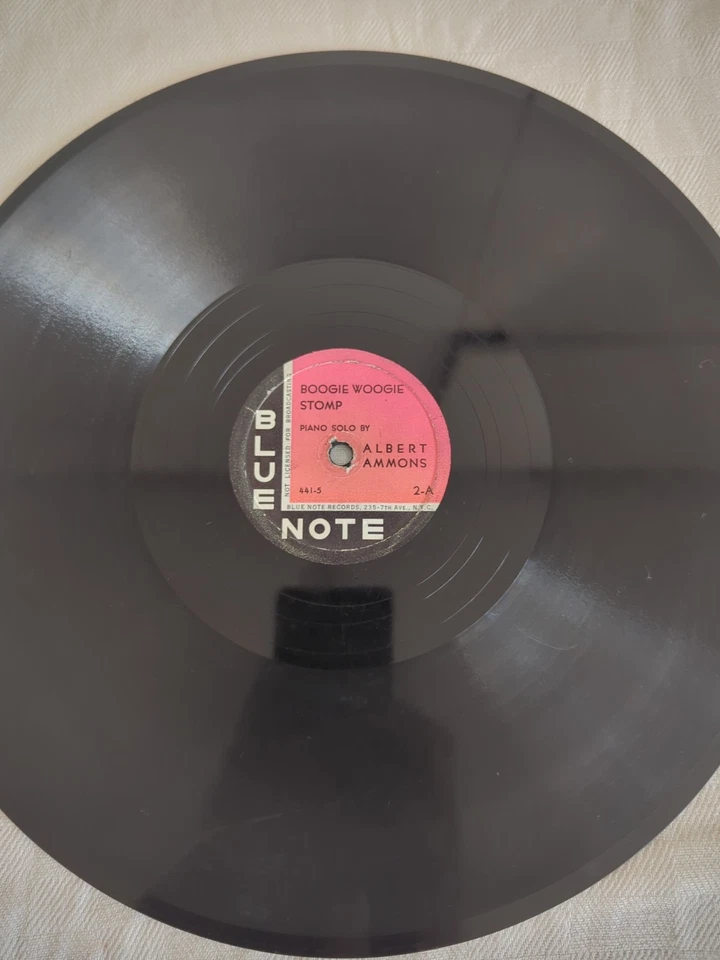 BOOGIE WOOGIE
STOMP
PIANO SOLO BY
ALBERT
AMMONS
441-5 2-A
NOT LICENSED FOR BROADCASTING
BLUE NOTE RECORDS, 235-7TH AVE., N.Y.C.
BLUE
NOTE